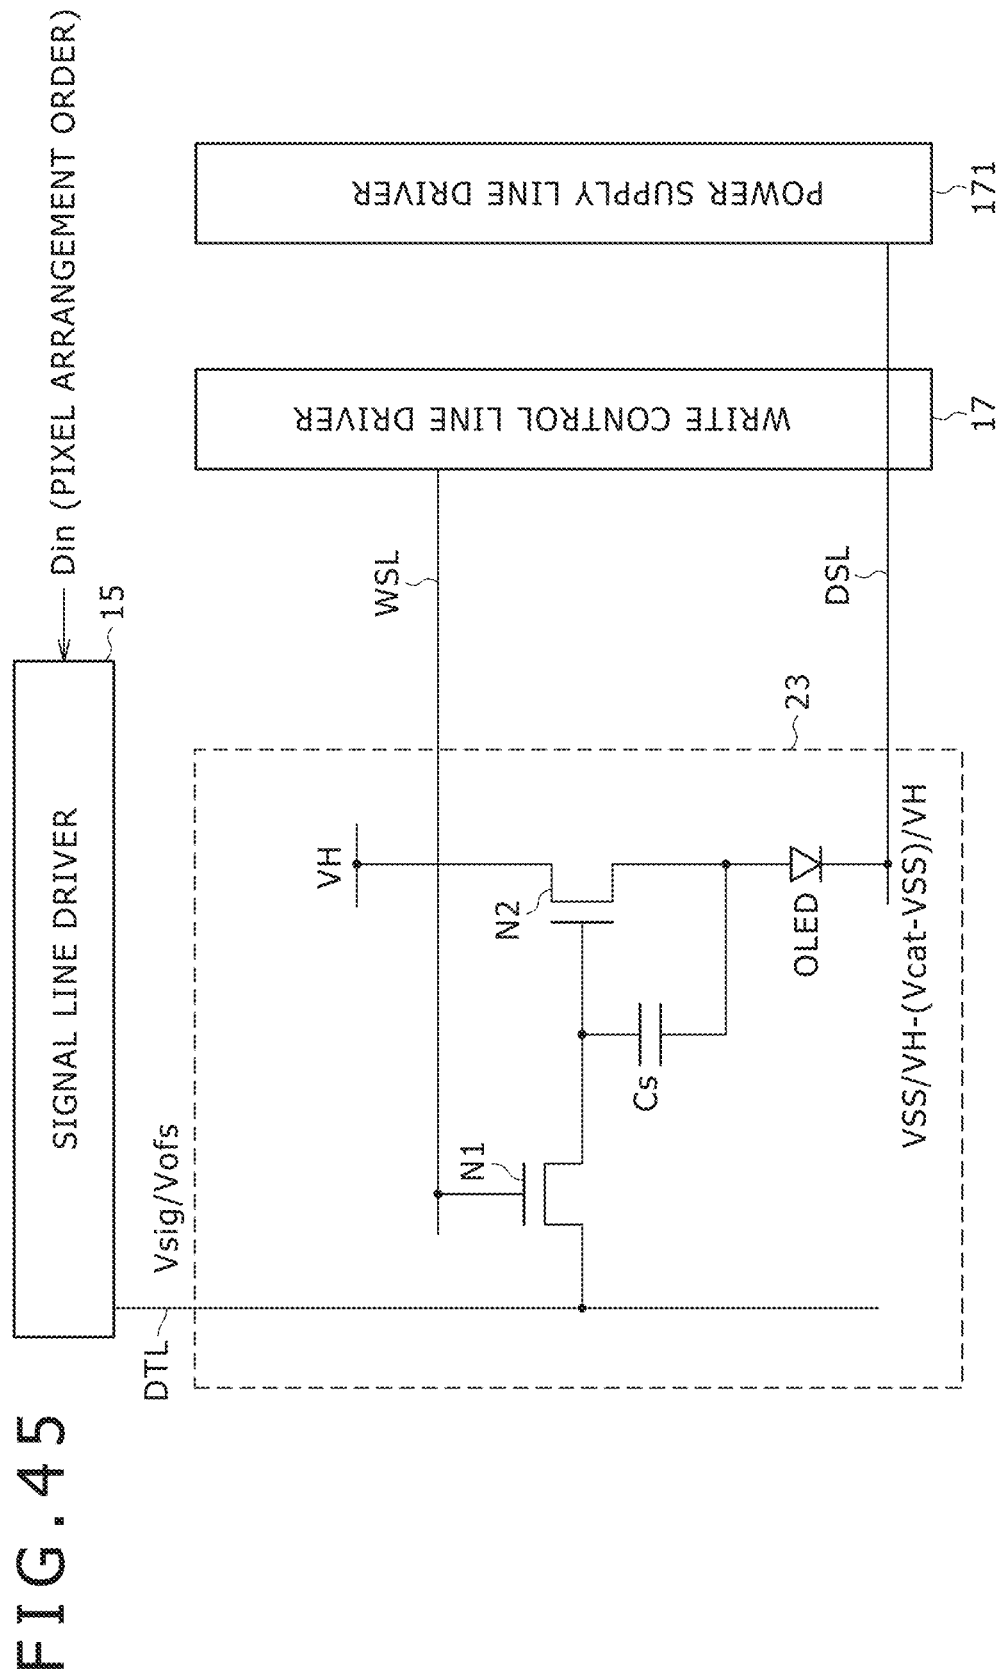 FIG.45
SIGNAL LINE DRIVER
Din (PIXEL ARRANGEMENT ORDER)
15
DTL
Vsig/Vofs
WSL
VH
N1
N2
Cs
OLED
23
DSL
VSS/VH-(Vcat-VSS)/VH
WRITE CONTROL LINE DRIVER
17
POWER SUPPLY LINE DRIVER
171